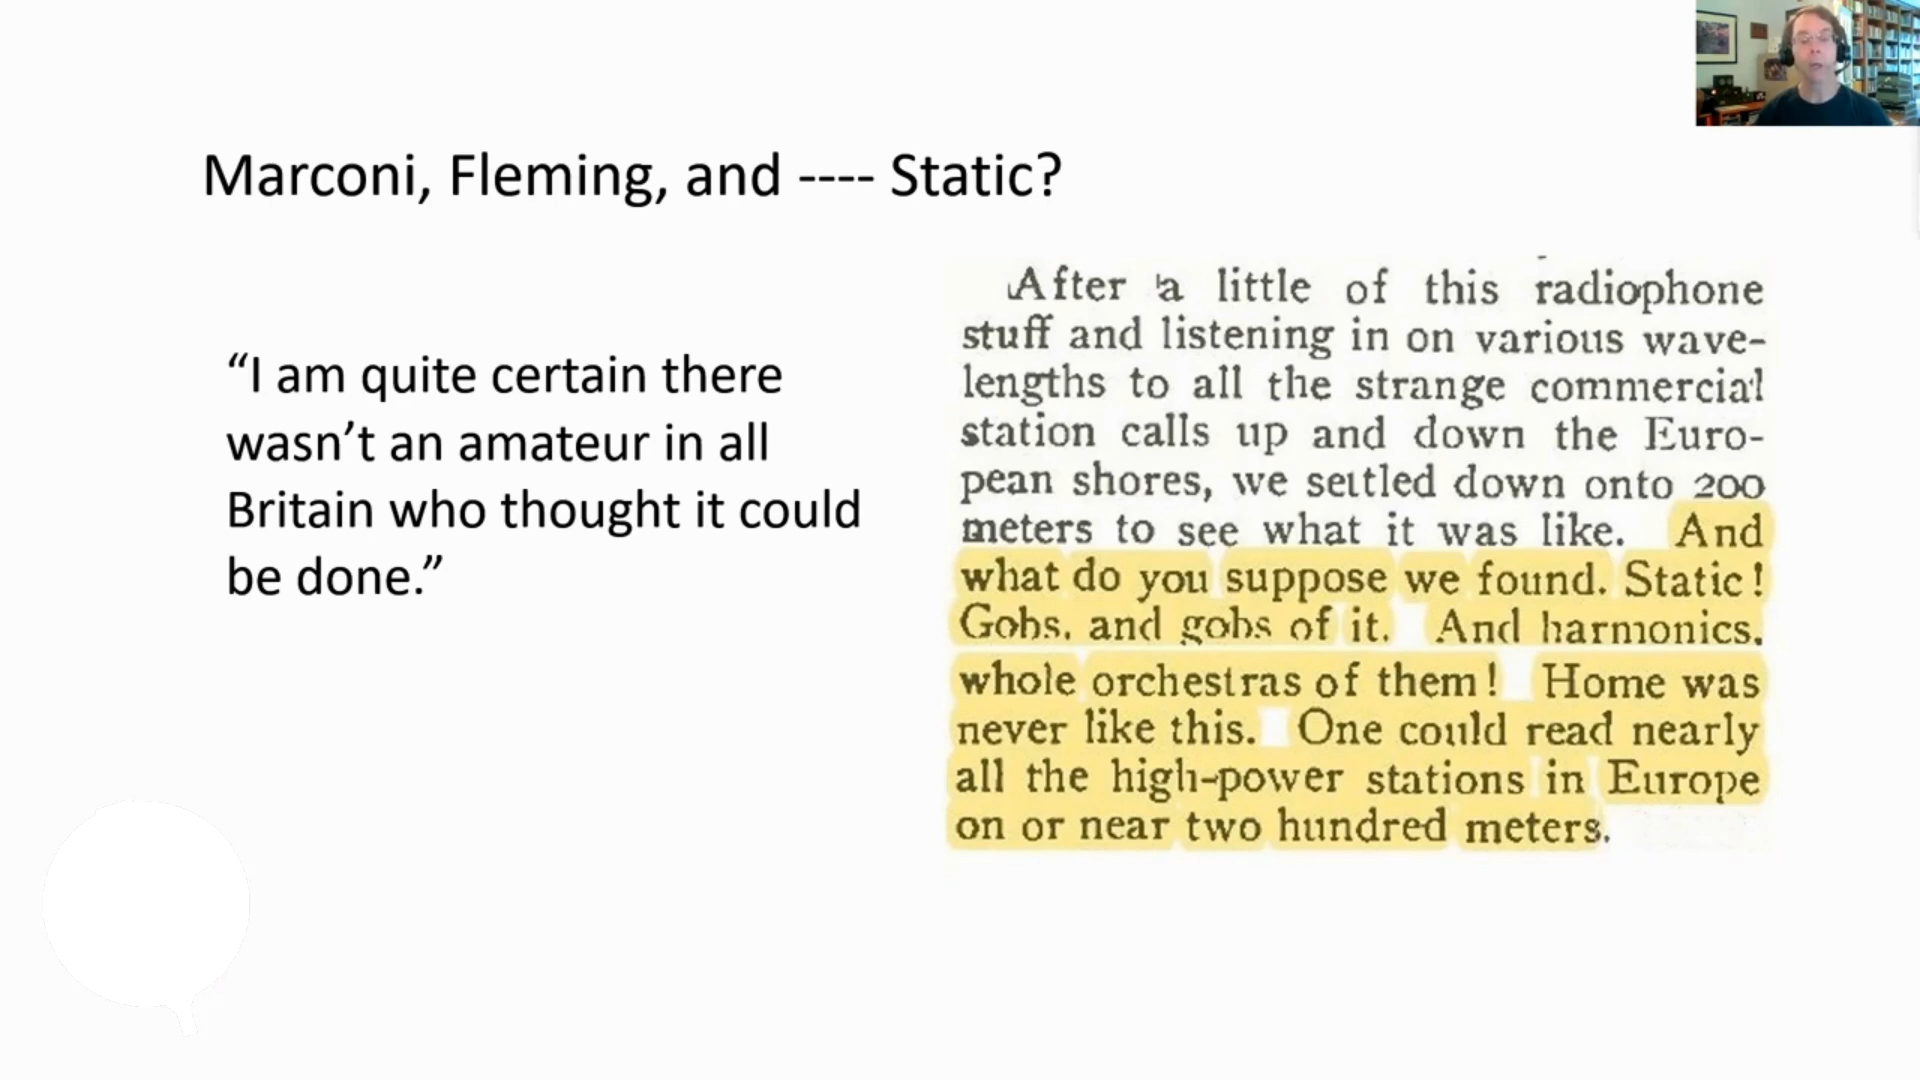 Marconi, Fleming, and ---- Static?
“I am quite certain there
wasn’t an amateur in all
Britain who thought it could
be done.”
After a little of this radiophone
stuff and listening in on various wave-
lengths to all the strange commercial
station calls up and down the Euro-
pean shores, we settled down onto 200
meters to see what it was like. And
what do you suppose we found. Static!
Gobs, and gobs of it. And harmonics,
whole orchestras of them! Home was
never like this. One could read nearly
all the high-power stations in Europe
on or near two hundred meters.